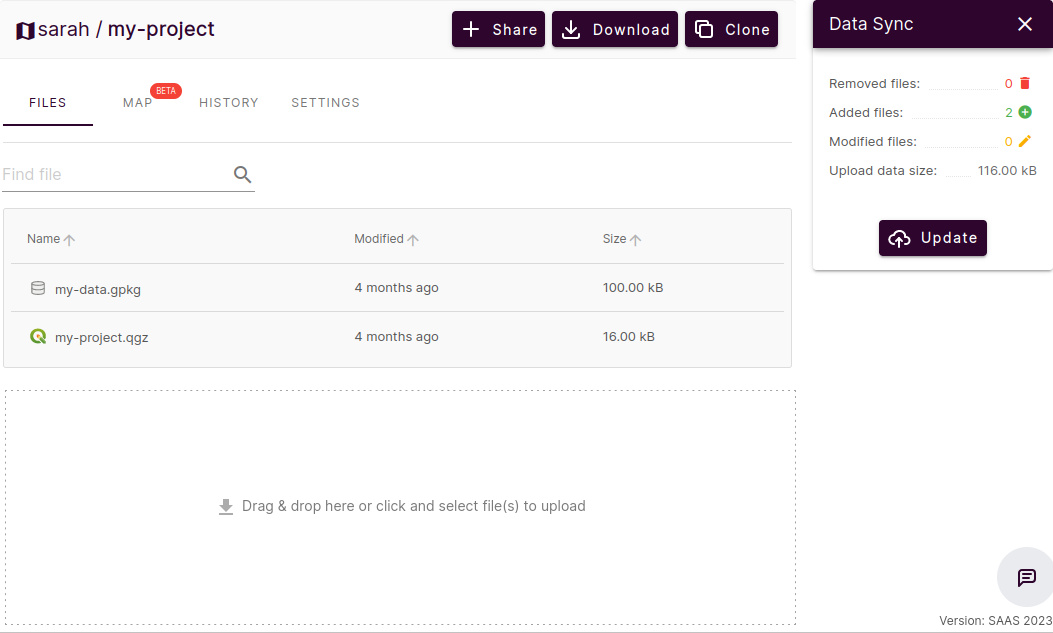 sarah / my-project
Share Download Clone
FILES MAP BETA HISTORY SETTINGS
Find file
Name Modified Size
my-data.gpkg 4 months ago 100.00 kB
my-project.qgz 4 months ago 16.00 kB
Drag & drop here or click and select file(s) to upload
Data Sync
Removed files: 0
Added files: 2
Modified files: 0
Upload data size: 116.00 kB
Update
Version: SAAS 2023